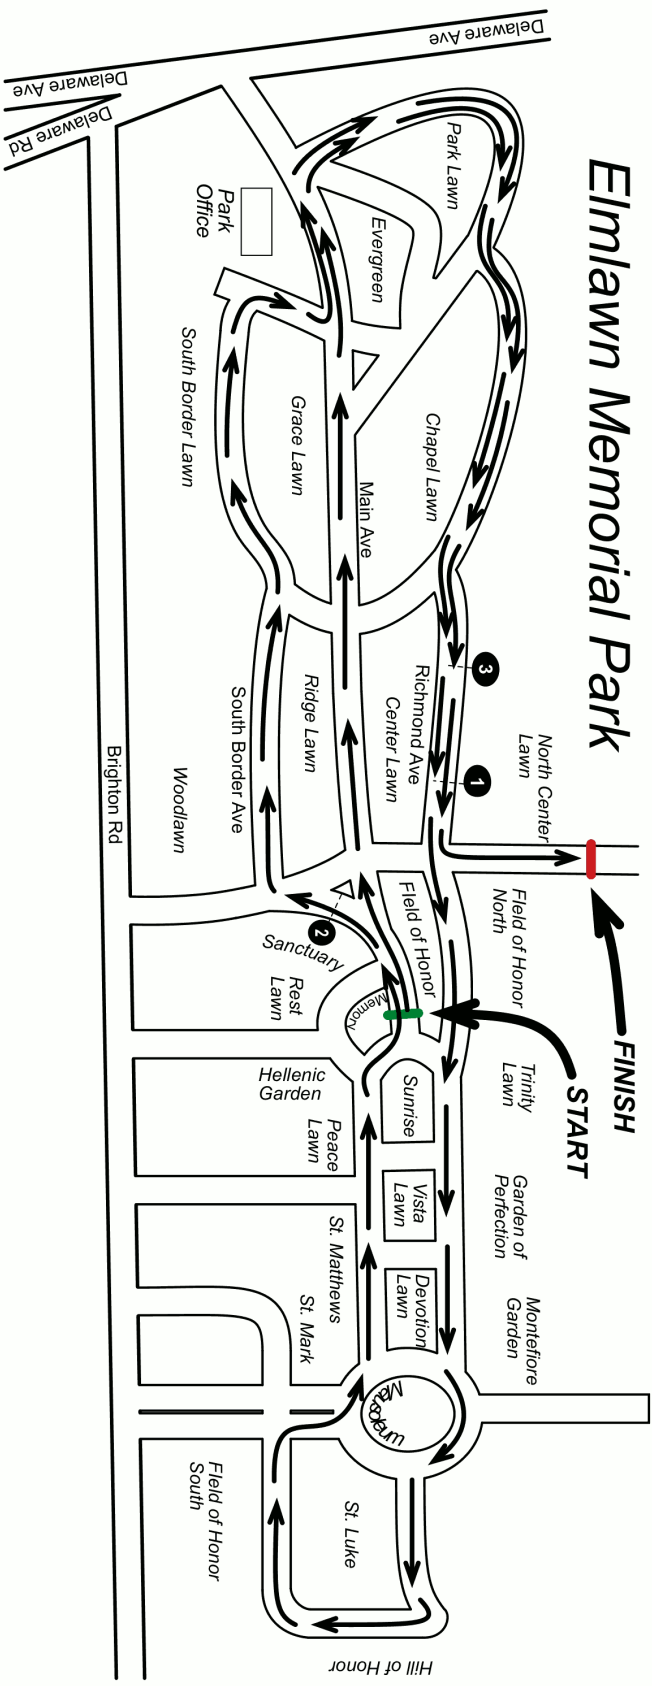 Elmlawn Memorial Park
Delaware Ave
Delaware Ave
Delaware Rd
Park Lawn
Evergreen
Park
Office
South Border Lawn
Grace Lawn
Chapel Lawn
Main Ave
3
1
Richmond Ave
Center Lawn
Ridge Lawn
South Border Ave
Woodlawn
Brighton Rd
North Center
Lawn
FIeld of Honor
North
FINISH
START
FIeld of Honor
2
Sanctuary
Memory
Rest
Lawn
Hellenic
Garden
Sunrise
Trinity
Lawn
Peace
Lawn
Vista
Lawn
Garden of
Perfection
St. Matthews
St. Mark
Devotion
Lawn
Montefiore
Garden
Mausoleum
FIeld of Honor
South
St. Luke
Hill of Honor